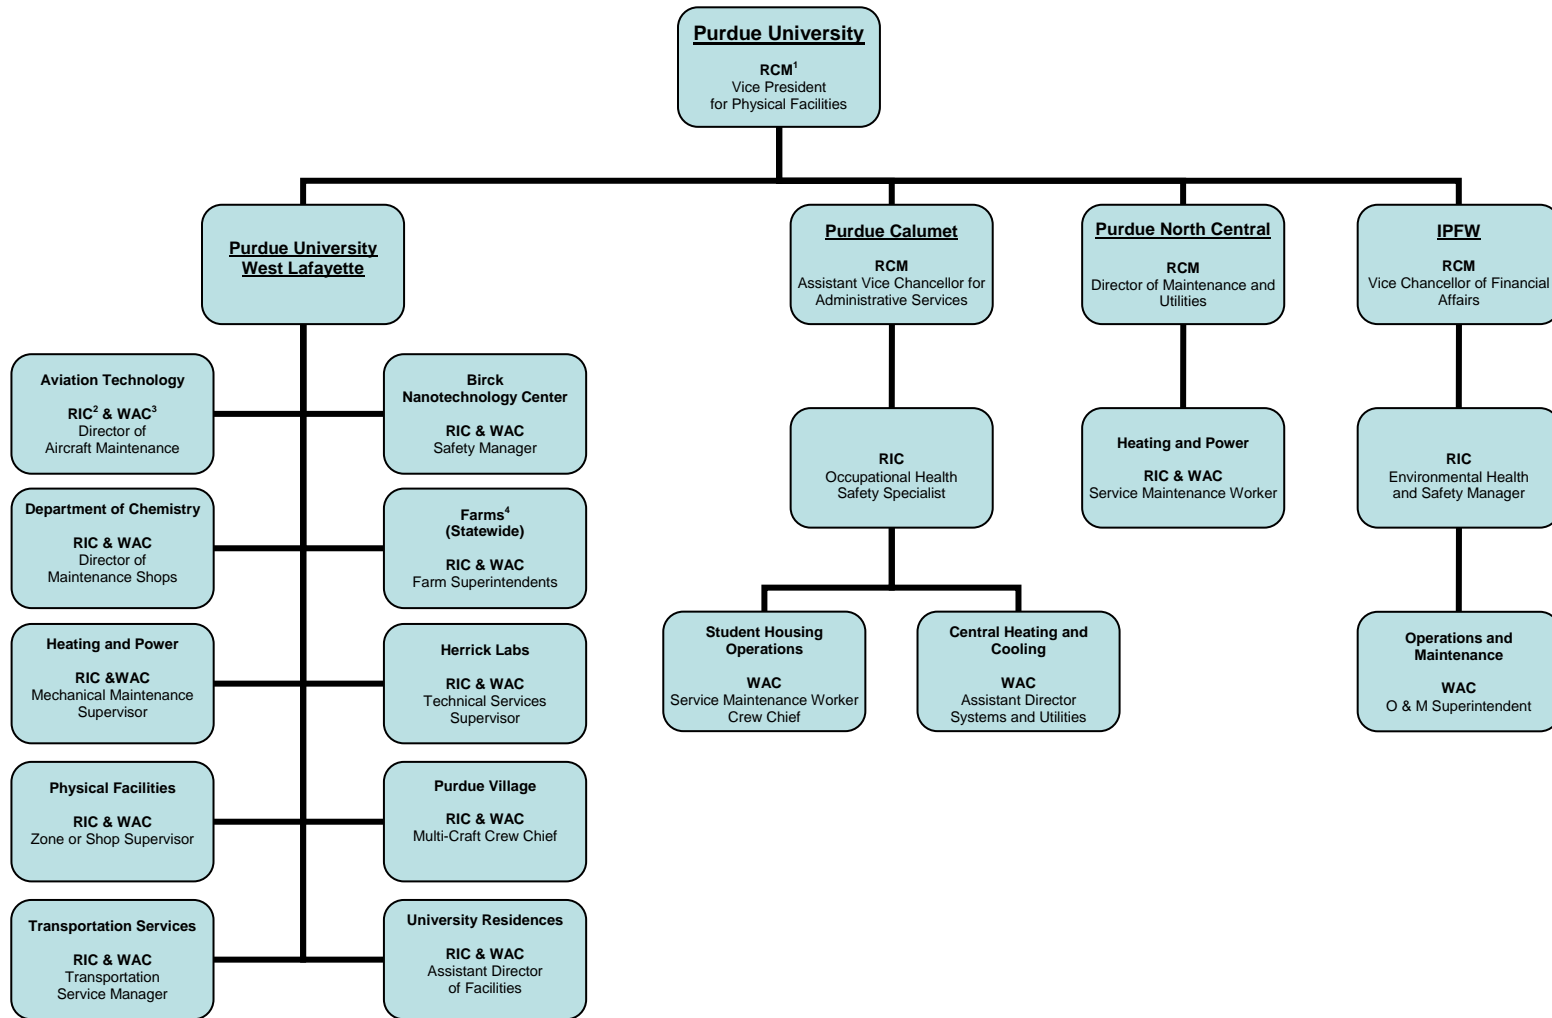 Purdue University
RCM¹
Vice President
for Physical Facilities
Purdue University
West Lafayette
Purdue Calumet
RCM
Assistant Vice Chancellor for
Administrative Services
Purdue North Central
RCM
Director of Maintenance and
Utilities
IPFW
RCM
Vice Chancellor of Financial
Affairs
Aviation Technology
RIC² & WAC³
Director of
Aircraft Maintenance
Birck
Nanotechnology Center
RIC & WAC
Safety Manager
RIC
Occupational Health
Safety Specialist
Heating and Power
RIC & WAC
Service Maintenance Worker
RIC
Environmental Health
and Safety Manager
Department of Chemistry
RIC & WAC
Director of
Maintenance Shops
Farms⁴
(Statewide)
RIC & WAC
Farm Superintendents
Heating and Power
RIC &WAC
Mechanical Maintenance
Supervisor
Herrick Labs
RIC & WAC
Technical Services
Supervisor
Student Housing
Operations
WAC
Service Maintenance Worker
Crew Chief
Central Heating and
Cooling
WAC
Assistant Director
Systems and Utilities
Operations and
Maintenance
WAC
O & M Superintendent
Physical Facilities
RIC & WAC
Zone or Shop Supervisor
Purdue Village
RIC & WAC
Multi-Craft Crew Chief
Transportation Services
RIC & WAC
Transportation
Service Manager
University Residences
RIC & WAC
Assistant Director
of Facilities